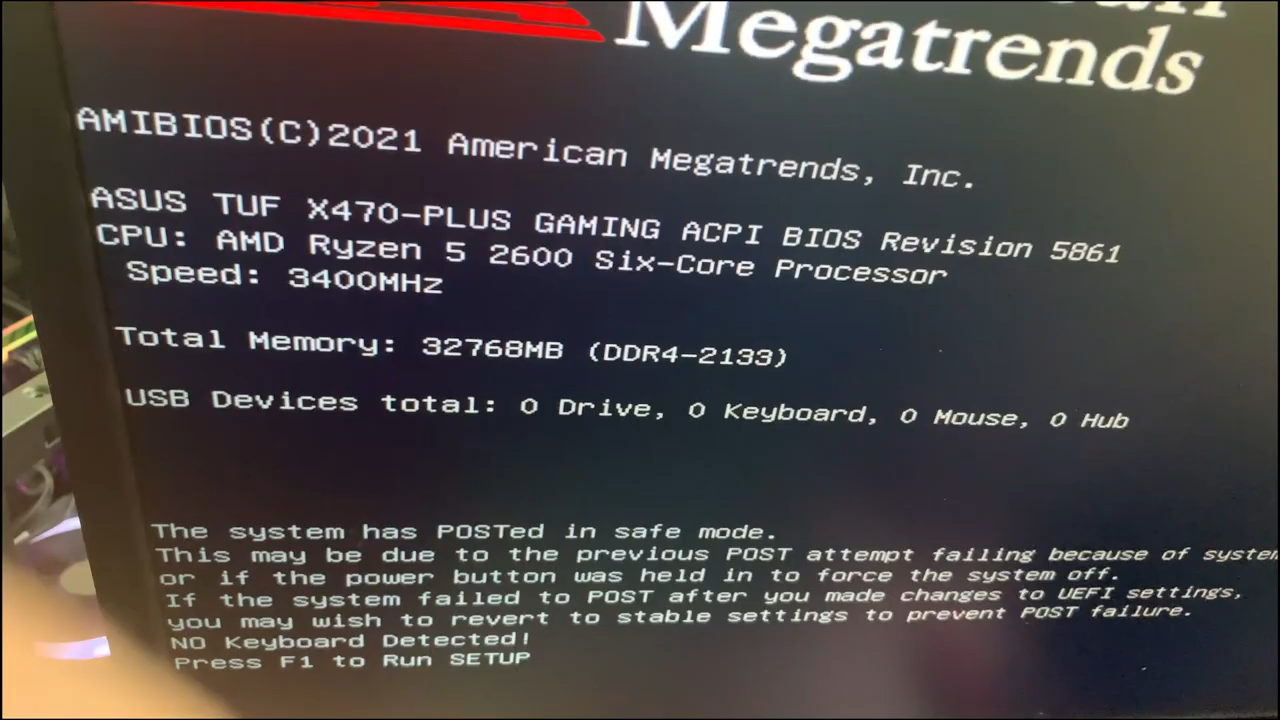 Megatrends
AMIBIOS(C)2021 American Megatrends, Inc.
ASUS TUF X470-PLUS GAMING ACPI BIOS Revision 5861
CPU: AMD Ryzen 5 2600 Six-Core Processor
Speed: 3400MHz
Total Memory: 32768MB (DDR4-2133)
USB Devices total: 0 Drive, 0 Keyboard, 0 Mouse, 0 Hub
The system has POSTed in safe mode.
This may be due to the previous POST attempt failing because of system
or if the power button was held in to force the system off.
If the system failed to POST after you made changes to UEFI settings,
you may wish to revert to stable settings to prevent POST failure.
NO Keyboard Detected!
Press F1 to Run SETUP